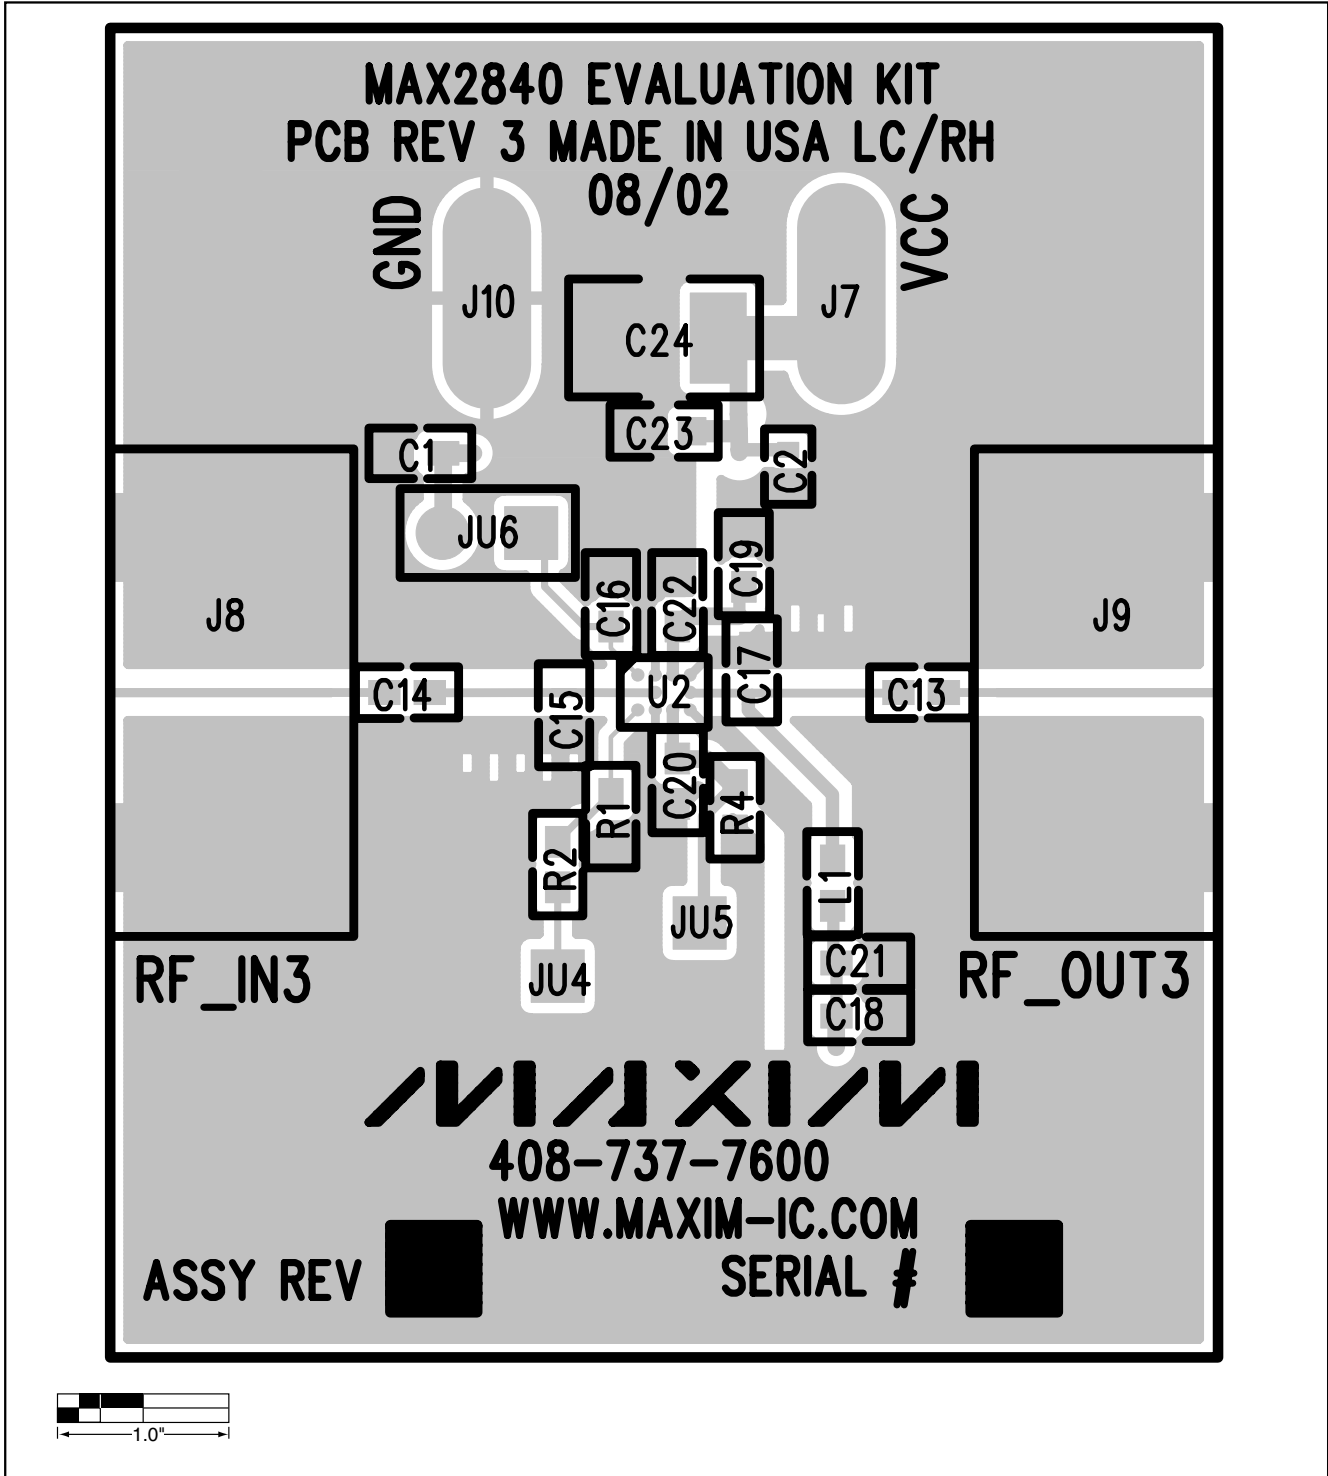 MAX2840 EVALUATION KIT
PCB REV 3 MADE IN USA LC/RH
08/02
GND
VCC
J10
J7
C24
C23
C1
C2
JU6
C19
C16
C22
J8
J9
C17
C14
U2
C13
C15
C20
R1
R4
R2
L1
JU5
C21
JU4
RF_IN3
RF_OUT3
C18
MAXIM
408-737-7600
WWW.MAXIM-IC.COM
ASSY REV
SERIAL #
1.0"